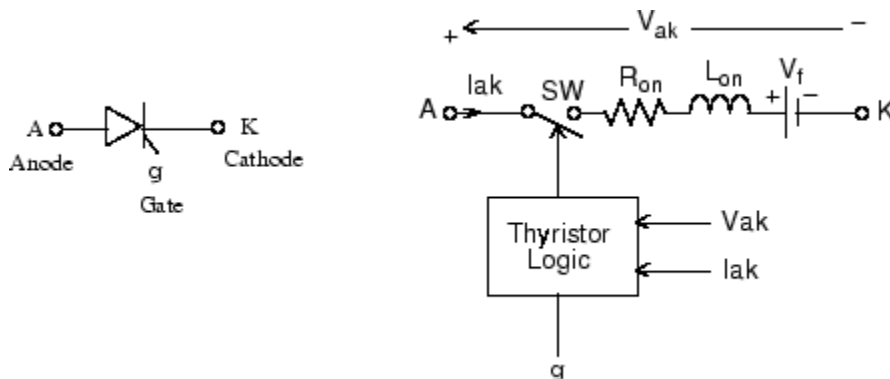 A
K
Anode
Cathode
g
Gate
+
Vak
−
Iak
SW
Ron
Lon
Vf
+
−
A
K
Thyristor
Logic
Vak
Iak
g